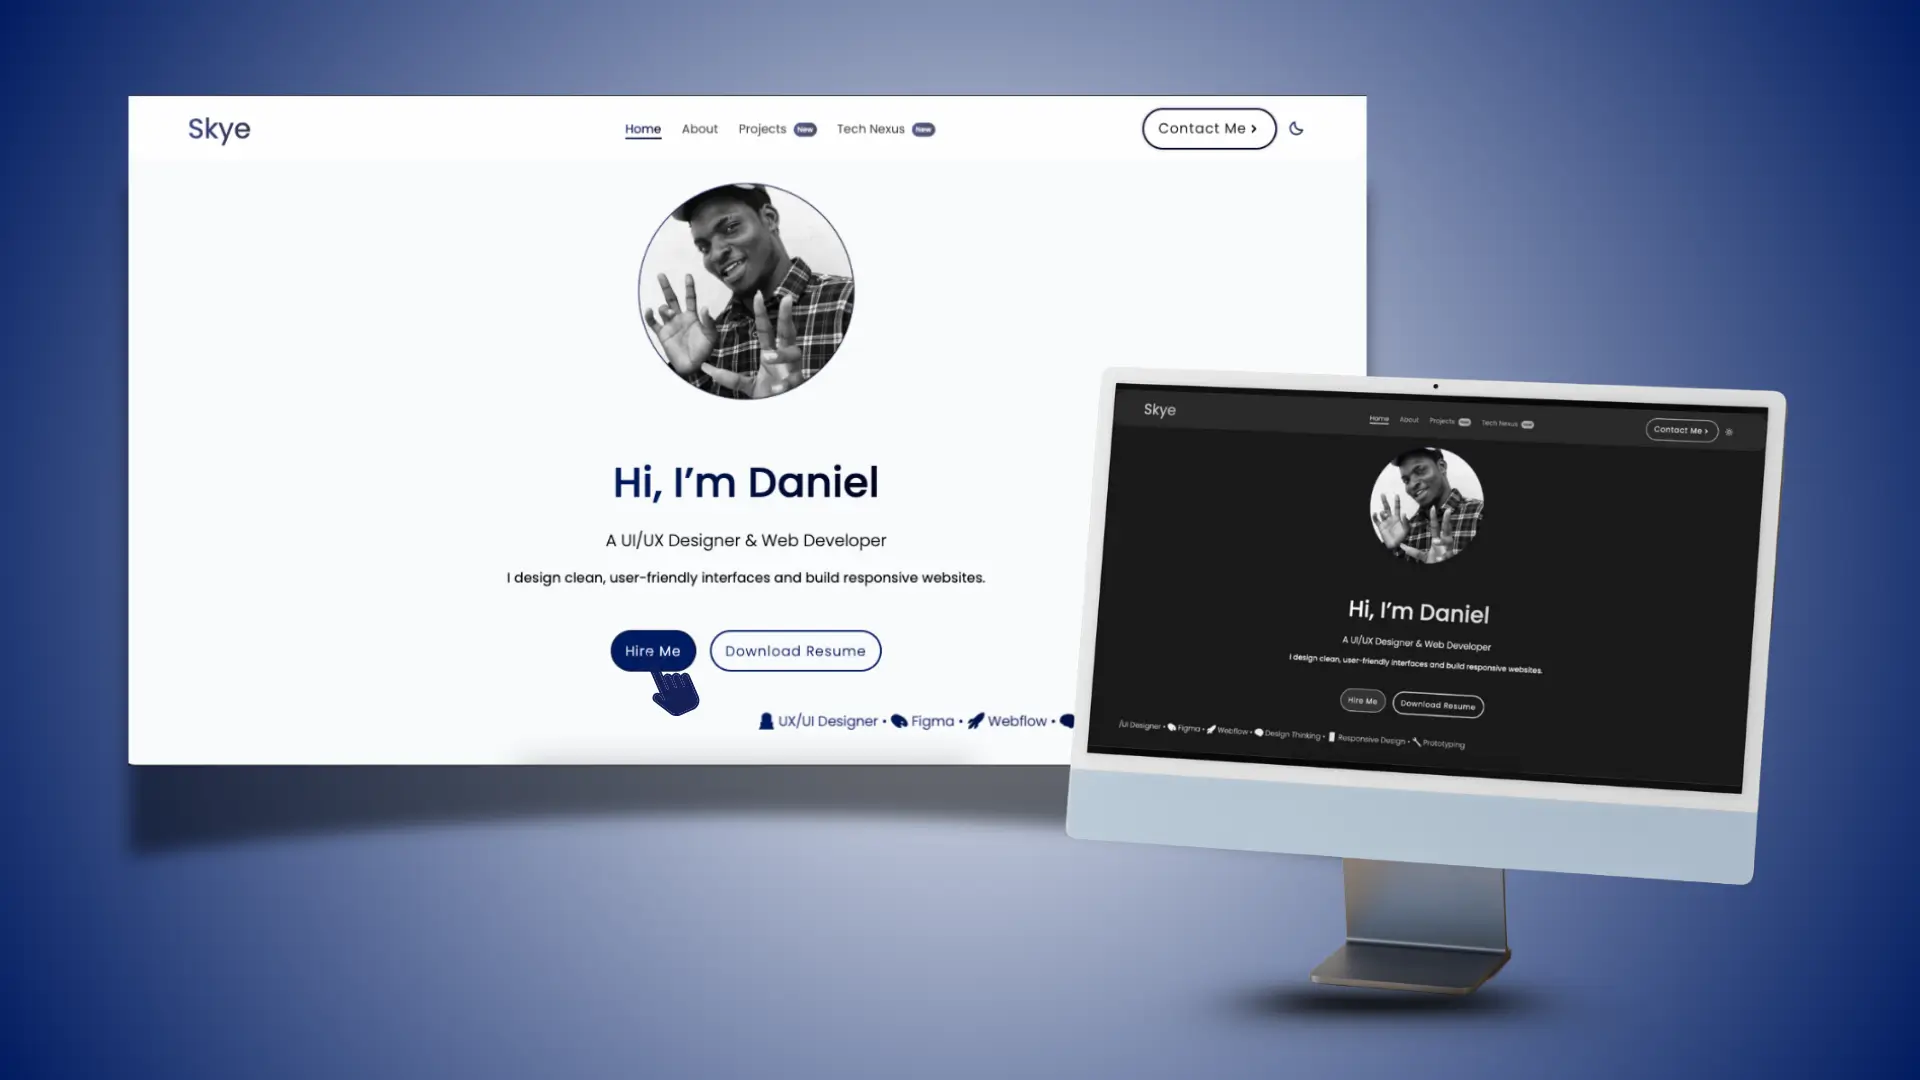 Skye
Home About Projects New Tech Nexus New
Contact Me
Hi, I’m Daniel
A UI/UX Designer & Web Developer
I design clean, user-friendly interfaces and build responsive websites.
Hire Me Download Resume
UX/UI Designer • Figma • Webflow •
Skye
Home About Projects New Tech Nexus New
Contact Me
Hi, I’m Daniel
A UI/UX Designer & Web Developer
I design clean, user-friendly interfaces and build responsive websites.
Hire Me Download Resume
/UI Designer • Figma • Webflow • Design Thinking • Responsive Design • Prototyping